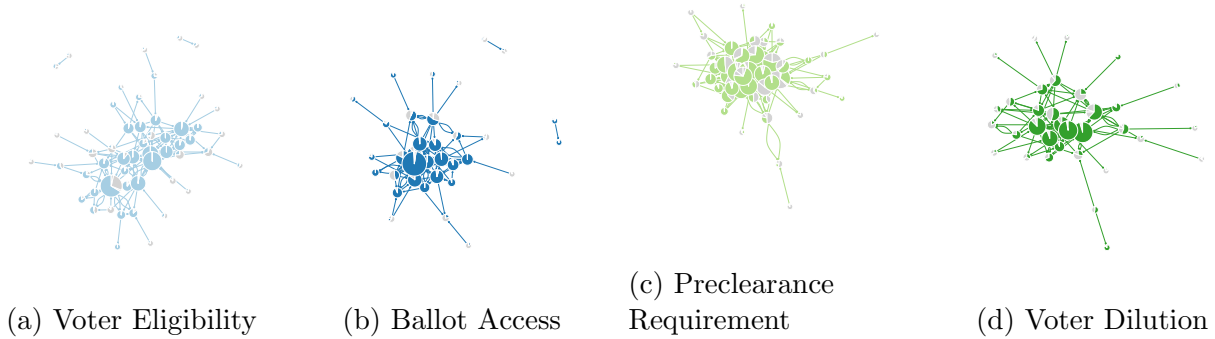 (a) Voter Eligibility
(b) Ballot Access
(c) Preclearance
Requirement
(d) Voter Dilution